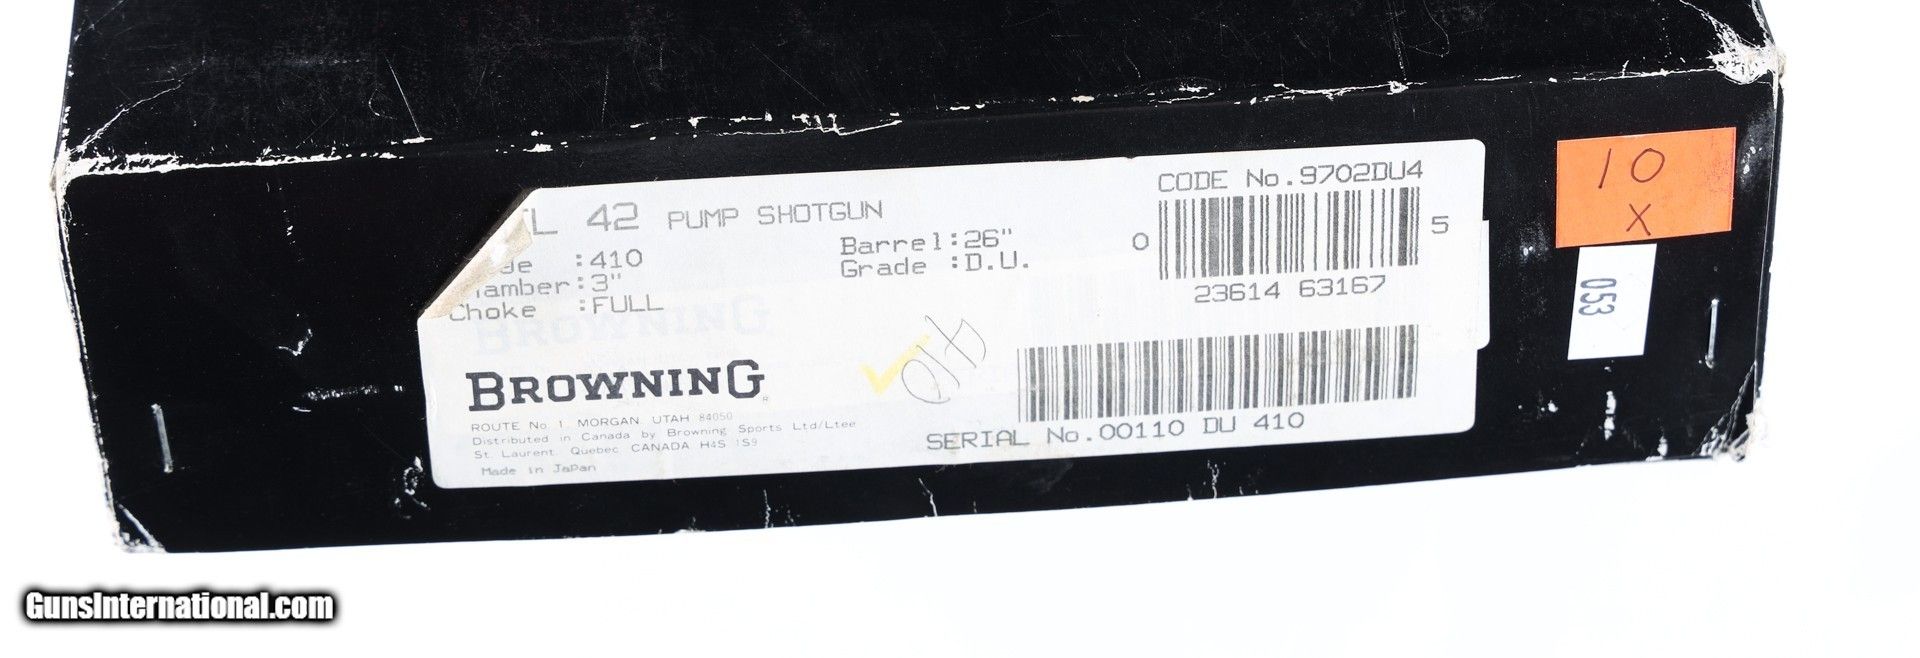 42 PUMP SHOTGUN
:410
Barrel:26"
:3"
Grade :D.U.
Choke :FULL
CODE No.9702DU4
0 23614 63167 5
BROWNING
BROWNING
ROUTE No. 1, MORGAN, UTAH 84050
Distributed in Canada by Browning Sports Ltd/Ltee
St. Laurent, Quebec CANADA H4S 1S9
Made in Japan
SERIAL No.00110 DU 410
10
X
053
GunsInternational.com